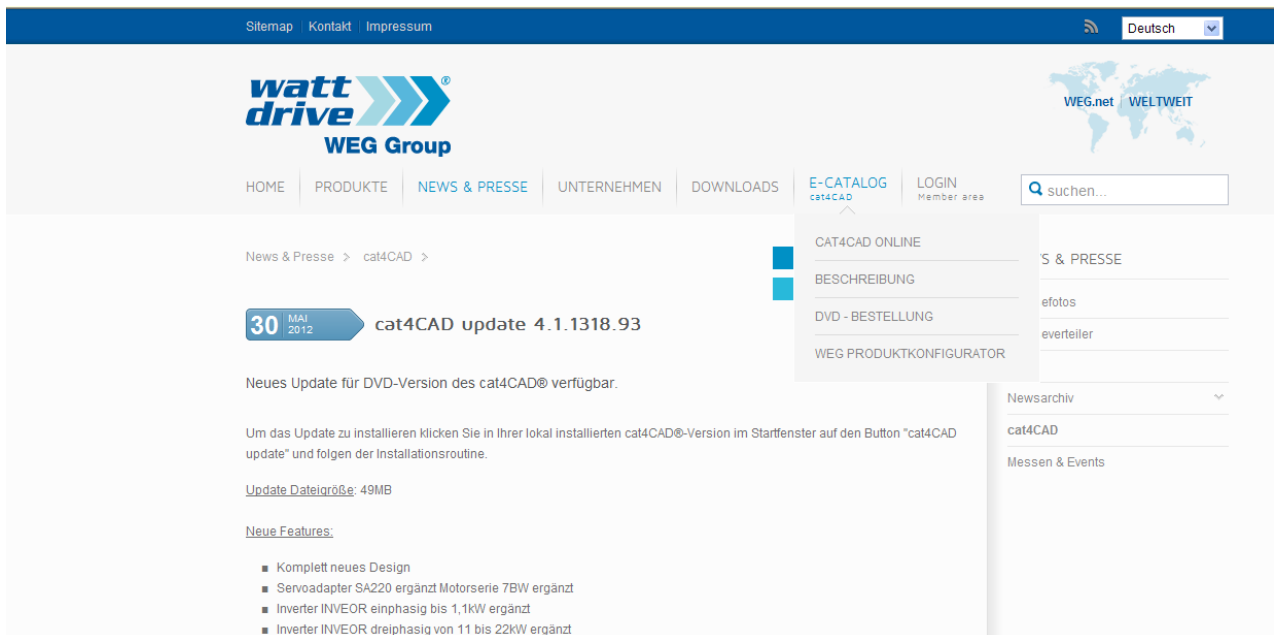 Sitemap Kontakt Impressum
Deutsch
watt
drive®
WEG Group
WEG.net WELTWEIT
HOME PRODUKTE NEWS & PRESSE UNTERNEHMEN DOWNLOADS E-CATALOG LOGIN
cat4CAD Member area
suchen...
News & Presse > cat4CAD >
CAT4CAD ONLINE
BESCHREIBUNG
DVD - BESTELLUNG
WEG PRODUKTKONFIGURATOR
S & PRESSE
efotos
everteiler
Newsarchiv
cat4CAD
Messen & Events
30 MAI
2012
cat4CAD update 4.1.1318.93
Neues Update für DVD-Version des cat4CAD® verfügbar.
Um das Update zu installieren klicken Sie in Ihrer lokal installierten cat4CAD®-Version im Startfenster auf den Button "cat4CAD
update" und folgen der Installationsroutine.
Update Dateigröße: 49MB
Neue Features:
Komplett neues Design
Servoadapter SA220 ergänzt Motorserie 7BW ergänzt
Inverter INVEOR einphasig bis 1,1kW ergänzt
Inverter INVEOR dreiphasig von 11 bis 22kW ergänzt